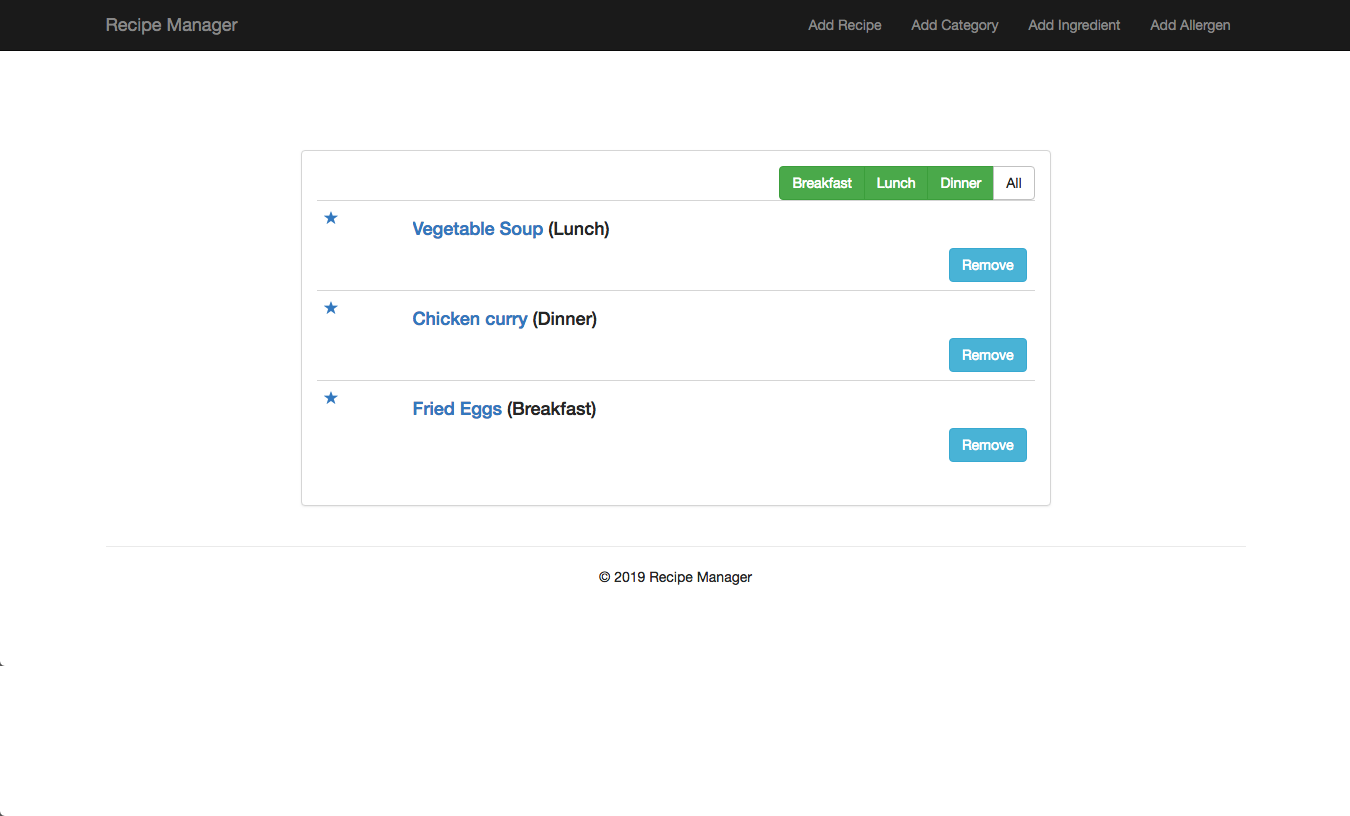 Recipe Manager Add Recipe Add Category Add Ingredient Add Allergen
Breakfast Lunch Dinner All
Vegetable Soup (Lunch)
Remove
Chicken curry (Dinner)
Remove
Fried Eggs (Breakfast)
Remove
© 2019 Recipe Manager